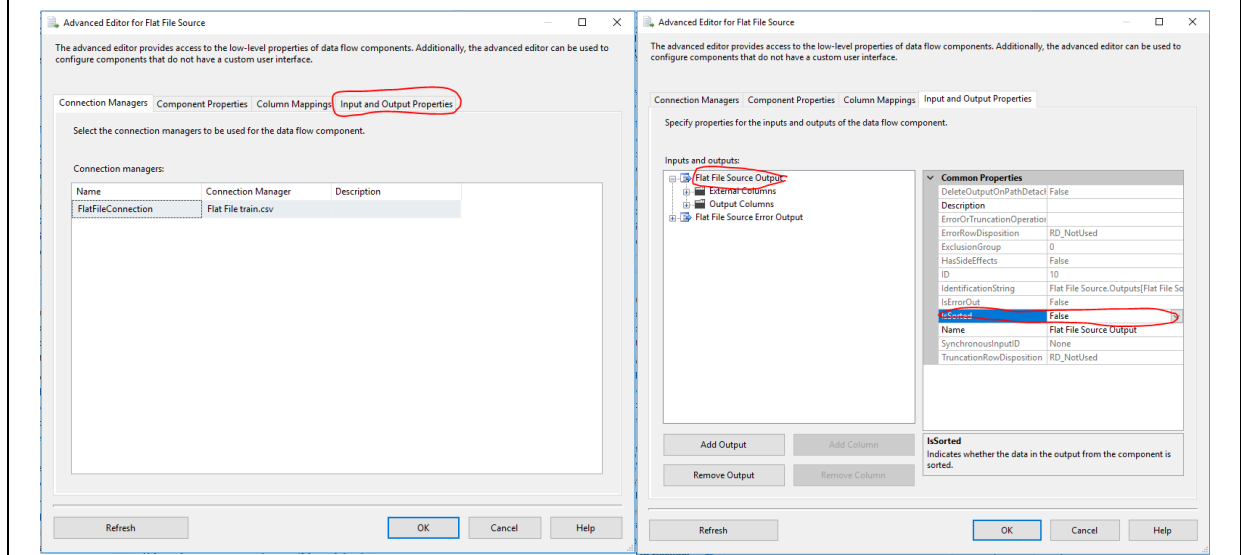 Advanced Editor for Flat File Source
The advanced editor provides access to the low-level properties of data flow components. Additionally, the advanced editor can be used to
configure components that do not have a custom user interface.
Connection Managers Component Properties Column Mappings Input and Output Properties
Select the connection managers to be used for the data flow component.
Connection managers:
Name Connection Manager Description
FlatFileConnection Flat File train.csv
Refresh OK Cancel Help
Advanced Editor for Flat File Source
The advanced editor provides access to the low-level properties of data flow components. Additionally, the advanced editor can be used to
configure components that do not have a custom user interface.
Connection Managers Component Properties Column Mappings Input and Output Properties
Specify properties for the inputs and outputs of the data flow component.
Inputs and outputs:
Flat File Source Output
External Columns
Output Columns
Flat File Source Error Output
Common Properties
DeleteOutputOnPathDetach False
Description
ErrorOrTruncationOperation
ErrorRowDisposition RD_NotUsed
ExclusionGroup 0
HasSideEffects False
ID 10
IdentificationString Flat File Source.Outputs[Flat File So
IsErrorOut False
IsSorted False
Name Flat File Source Output
SynchronousInputID None
TruncationRowDisposition RD_NotUsed
Add Output Add Column
Remove Output Remove Column
IsSorted
Indicates whether the data in the output from the component is
sorted.
Refresh OK Cancel Help